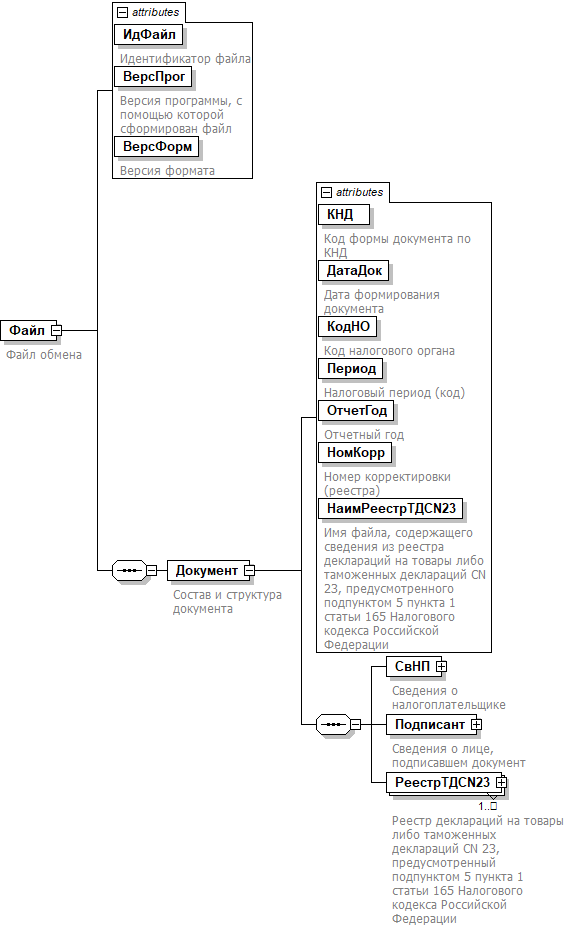 attributes
ИдФайл
Идентификатор файла
ВерсПрог
Версия программы, с
помощью которой
сформирован файл
ВерсФорм
Версия формата
Файл
Файл обмена
attributes
КНД
Код формы документа по
КНД
ДатаДок
Дата формирования
документа
КодНО
Код налогового органа
Период
Налоговый период (код)
ОтчетГод
Отчетный год
НомКорр
Номер корректировки
(реестра)
НаимРеестрТДCN23
Имя файла, содержащего
сведения из реестра
деклараций на товары либо
таможенных деклараций CN
23, предусмотренного
подпунктом 5 пункта 1
статьи 165 Налогового
кодекса Российской
Федерации
Документ
Состав и структура
документа
СвНП
Сведения о
налогоплательщике
Подписант
Сведения о лице,
подписавшем документ
РеестрТДCN23
1..
Реестр деклараций на товары
либо таможенных
деклараций CN 23,
предусмотренный
подпунктом 5 пункта 1
статьи 165 Налогового
кодекса Российской
Федерации